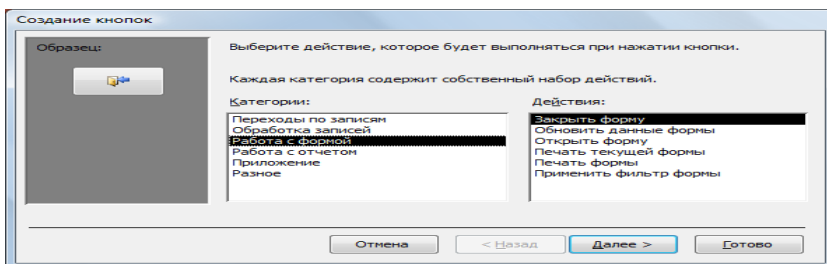 Создание кнопок
Образец:
Выберите действие, которое будет выполняться при нажатии кнопки.
Каждая категория содержит собственный набор действий.
Категории:
Действия:
Переходы по записям
Обработка записей
Работа с формой
Работа с отчетом
Приложение
Разное
Закрыть форму
Обновить данные формы
Открыть форму
Печать текущей формы
Печать формы
Применить фильтр формы
Отмена
< Назад
Далее >
Готово